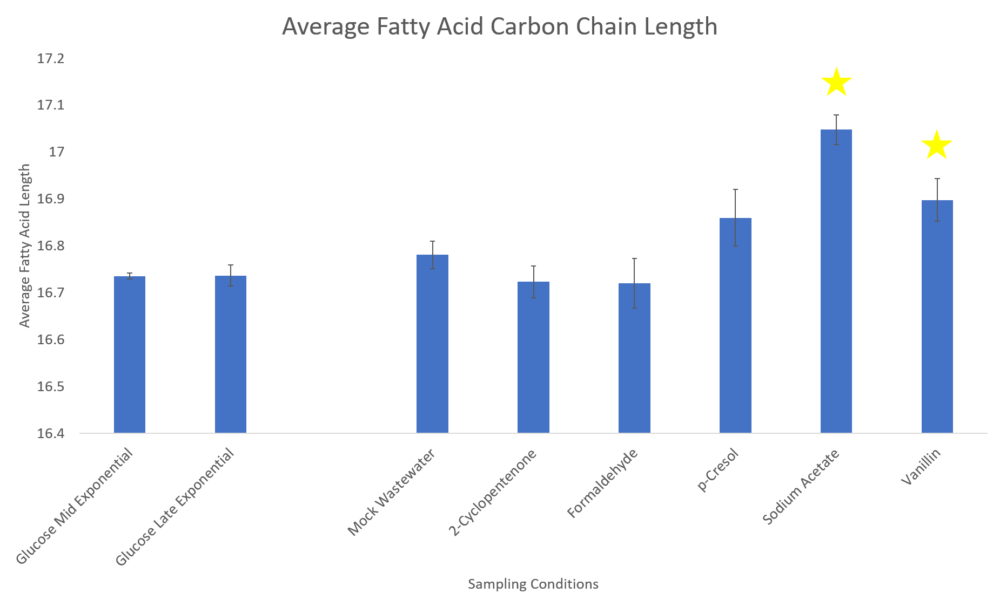 Average Fatty Acid Carbon Chain Length
17.2
17.1
17
16.9
16.8
16.7
16.6
16.5
16.4
Average Fatty Acid Length
Glucose Mid Exponential
Glucose Late Exponential
Mock Wastewater
2-Cyclopentenone
Formaldehyde
p-Cresol
Sodium Acetate
Vanillin
Sampling Conditions